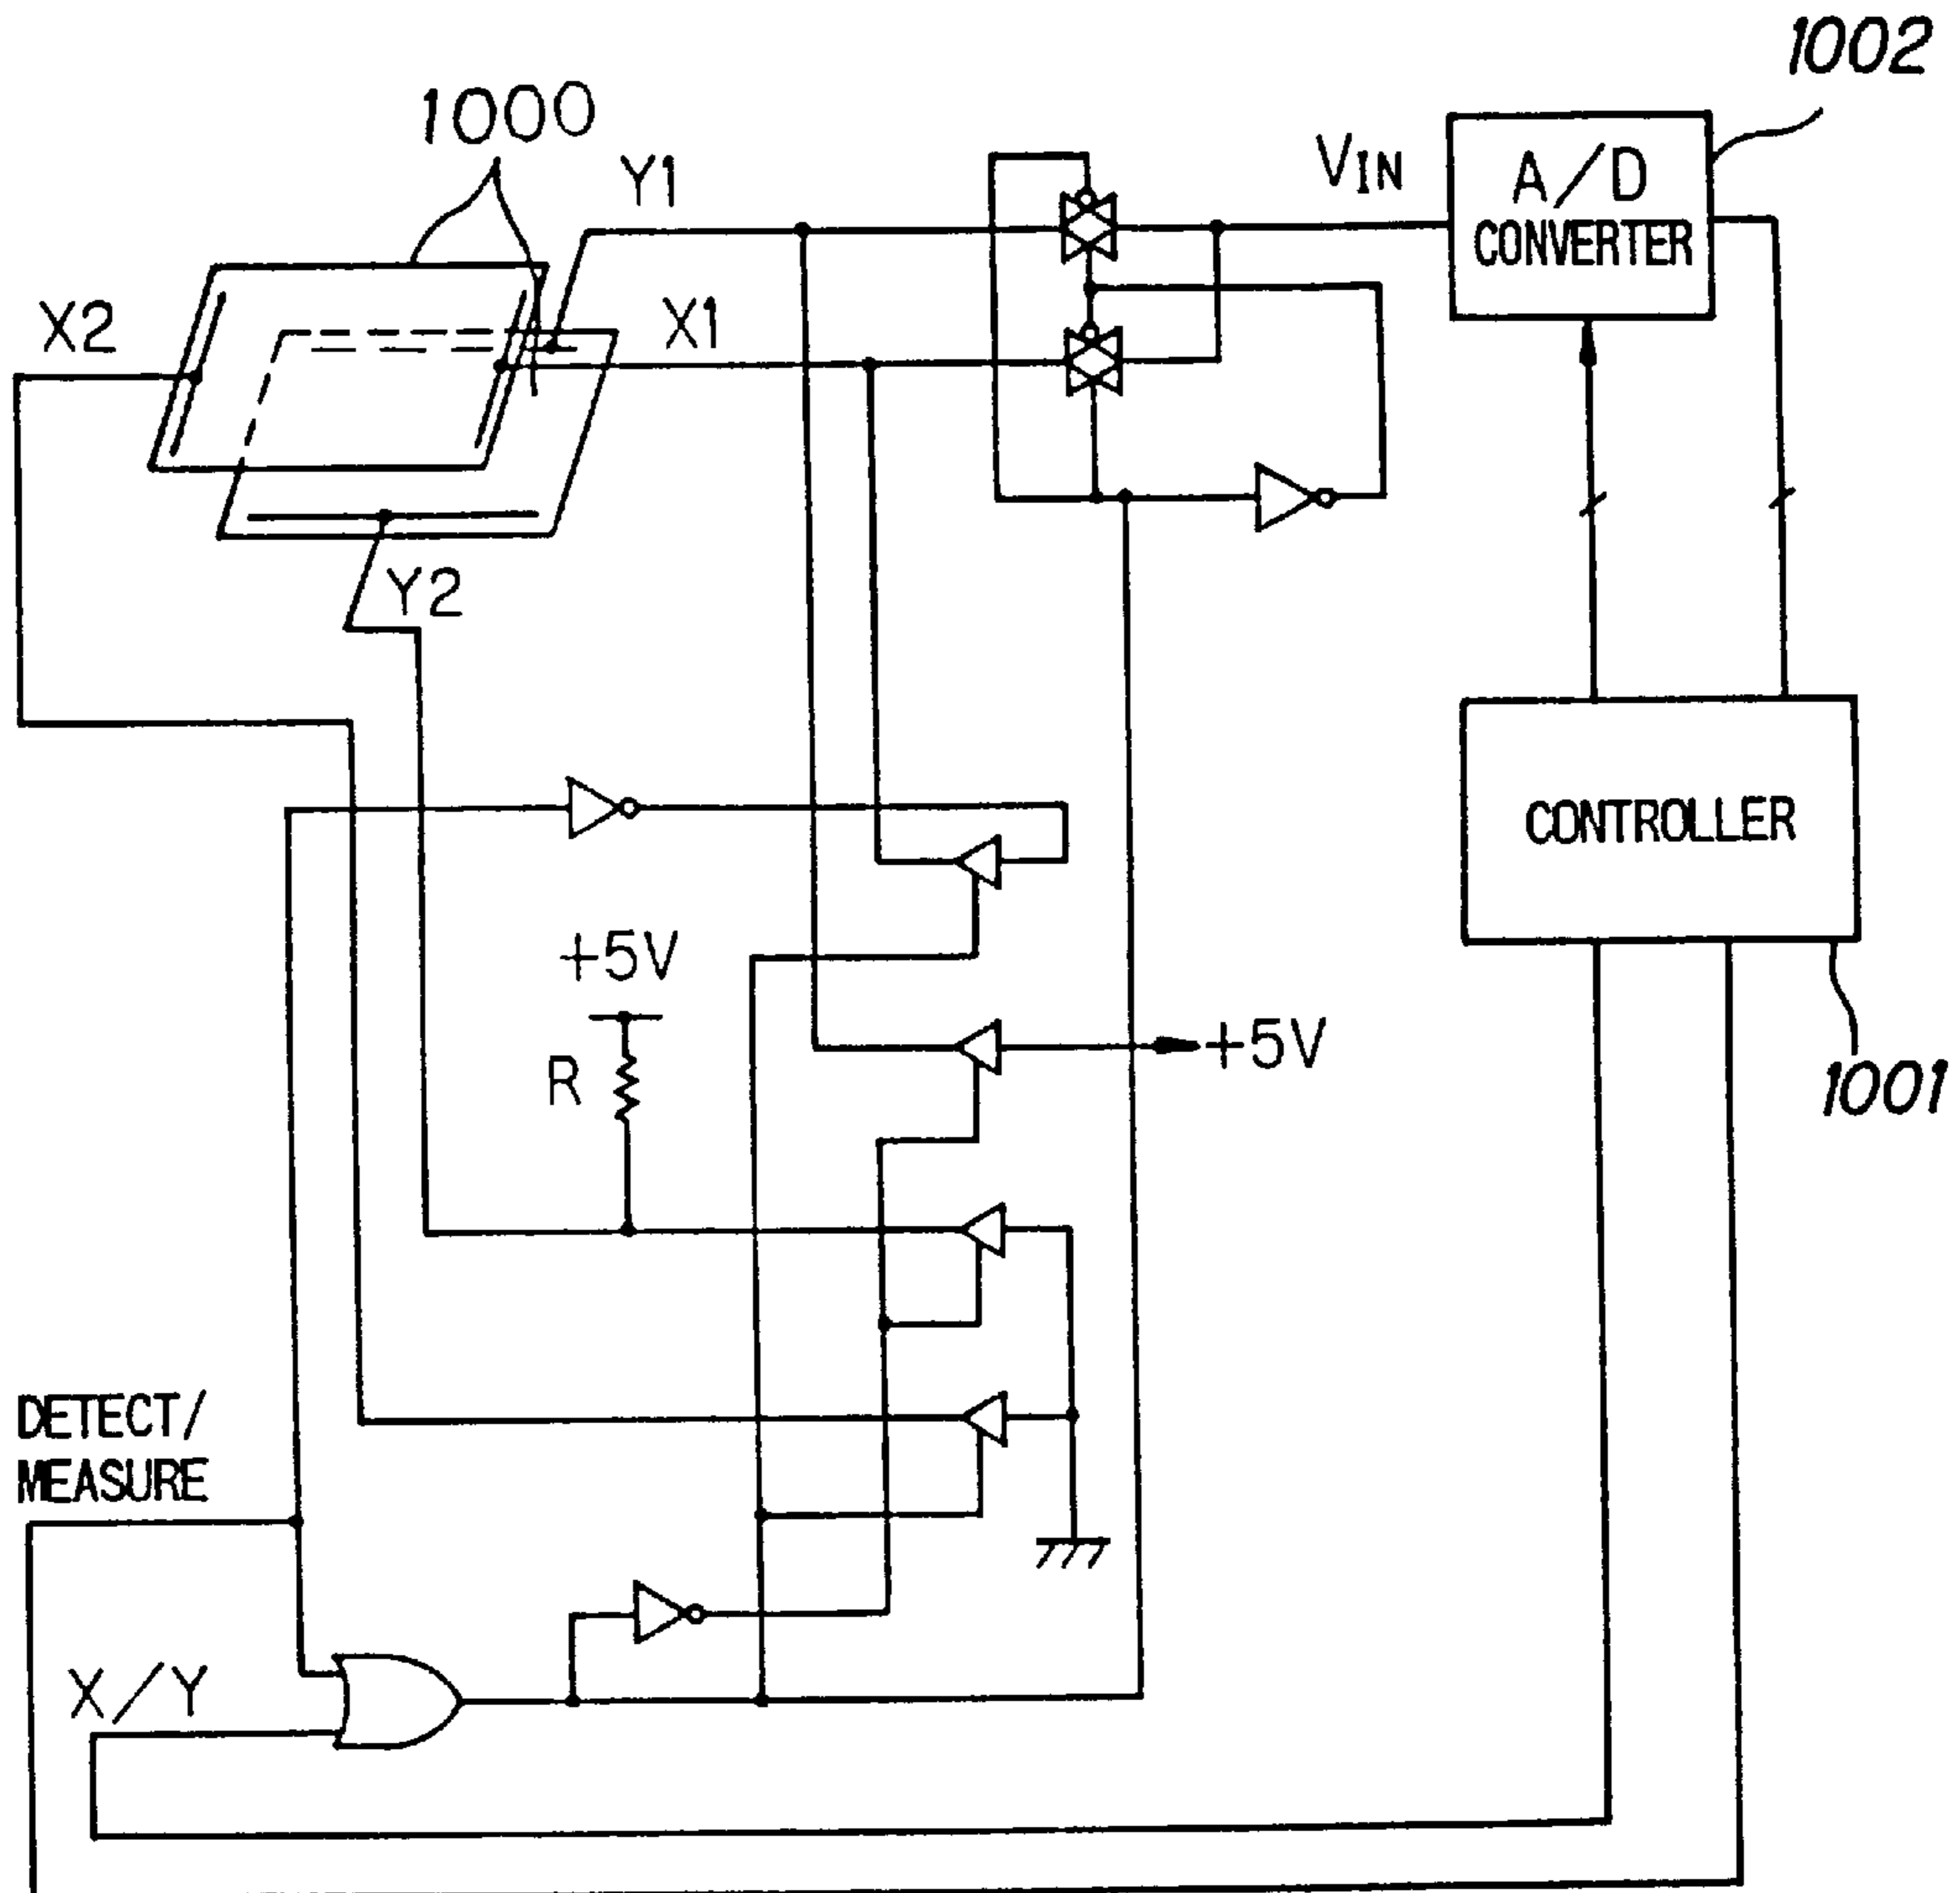 1002
1000
Y1
VIN
A/D
CONVERTER
X2
X1
Y2
CONTROLLER
+5V
+5V
R
1001
DETECT/
MEASURE
X/Y